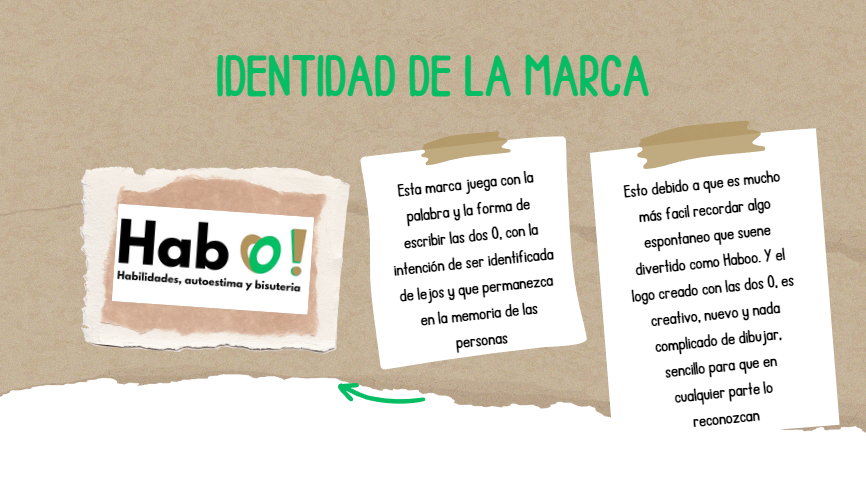 IDENTIDAD DE LA MARCA
Hab oo!
Habilidades, autoestima y bisuteria
Esta marca juega con la
palabra y la forma de
escribir las dos O, con la
intención de ser identificada
de lejos y que permanezca
en la memoria de las
personas
Esto debido a que es mucho
más facil recordar algo
espontaneo que suene
divertido como Haboo. Y el
logo creado con las dos O, es
creativo, nuevo y nada
complicado de dibujar,
sencillo para que en
cualquier parte lo
reconozcan